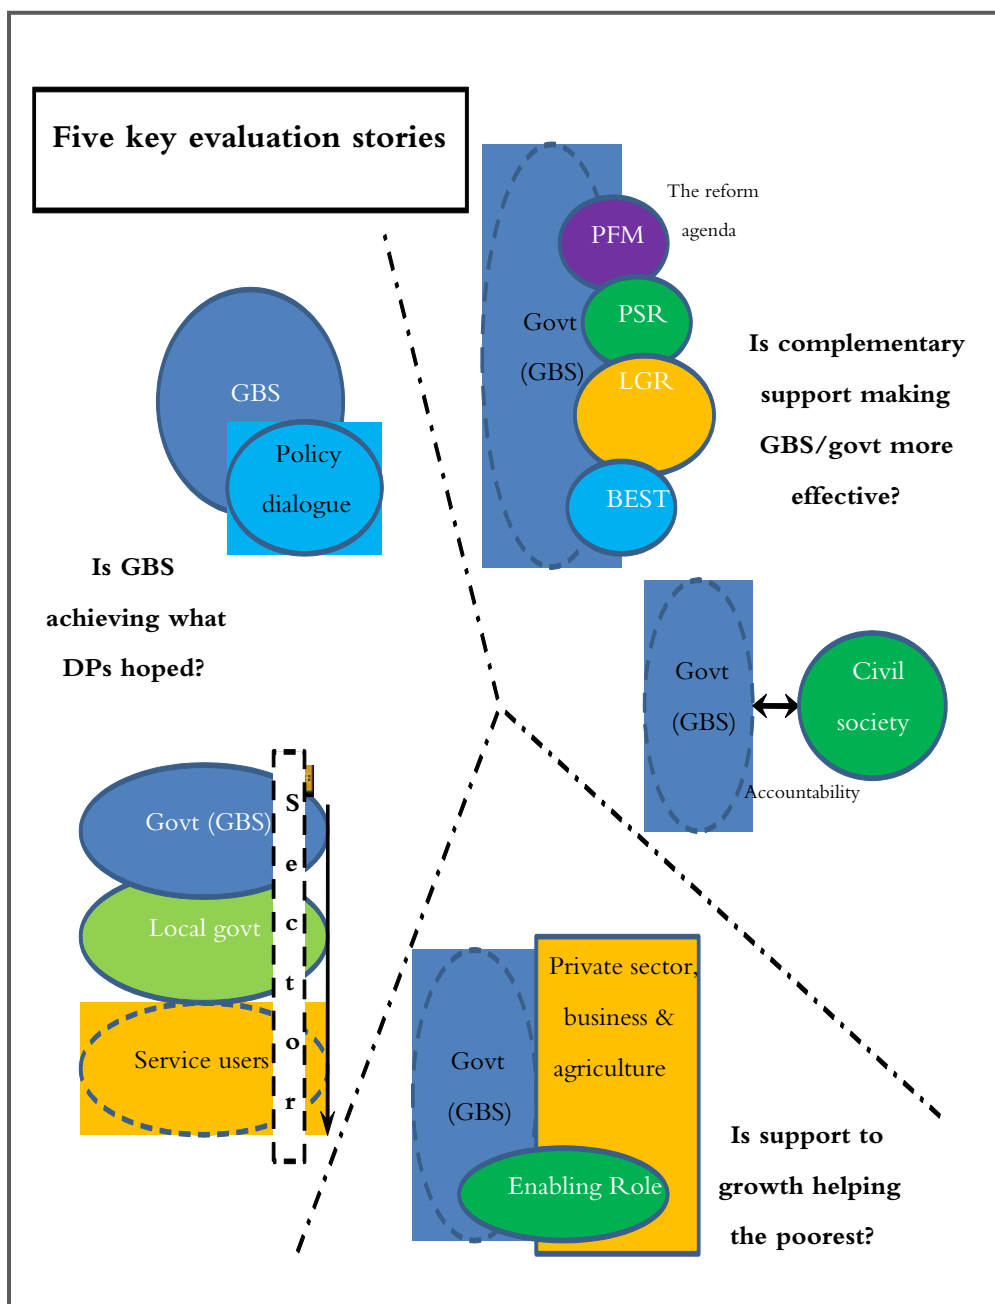 Five key evaluation stories
The reform
agenda
PFM
PSR
Govt
(GBS)
LGR
BEST
Is complementary
support making
GBS/govt more
effective?
GBS
Policy
dialogue
Is GBS
achieving what
DPs hoped?
Govt
(GBS)
Civil
society
Accountability
Govt (GBS)
Local govt
Service users
S
e
c
t
o
r
Private sector,
business &
agriculture
Govt
(GBS)
Enabling Role
Is support to
growth helping
the poorest?